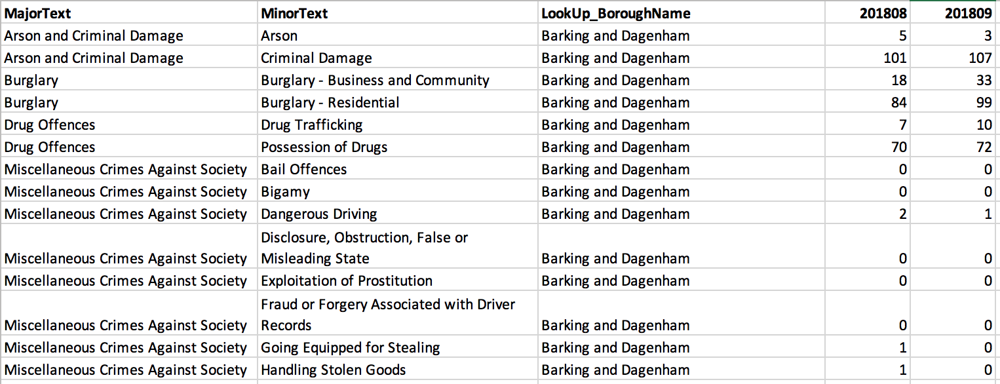 MajorText MinorText LookUp_BoroughName 201808 201809
Arson and Criminal Damage Arson Barking and Dagenham 5 3
Arson and Criminal Damage Criminal Damage Barking and Dagenham 101 107
Burglary Burglary - Business and Community Barking and Dagenham 18 33
Burglary Burglary - Residential Barking and Dagenham 84 99
Drug Offences Drug Trafficking Barking and Dagenham 7 10
Drug Offences Possession of Drugs Barking and Dagenham 70 72
Miscellaneous Crimes Against Society Bail Offences Barking and Dagenham 0 0
Miscellaneous Crimes Against Society Bigamy Barking and Dagenham 0 0
Miscellaneous Crimes Against Society Dangerous Driving Barking and Dagenham 2 1
Disclosure, Obstruction, False or
Miscellaneous Crimes Against Society Misleading State Barking and Dagenham 0 0
Miscellaneous Crimes Against Society Exploitation of Prostitution Barking and Dagenham 0 0
Fraud or Forgery Associated with Driver
Miscellaneous Crimes Against Society Records Barking and Dagenham 0 0
Miscellaneous Crimes Against Society Going Equipped for Stealing Barking and Dagenham 1 0
Miscellaneous Crimes Against Society Handling Stolen Goods Barking and Dagenham 1 0